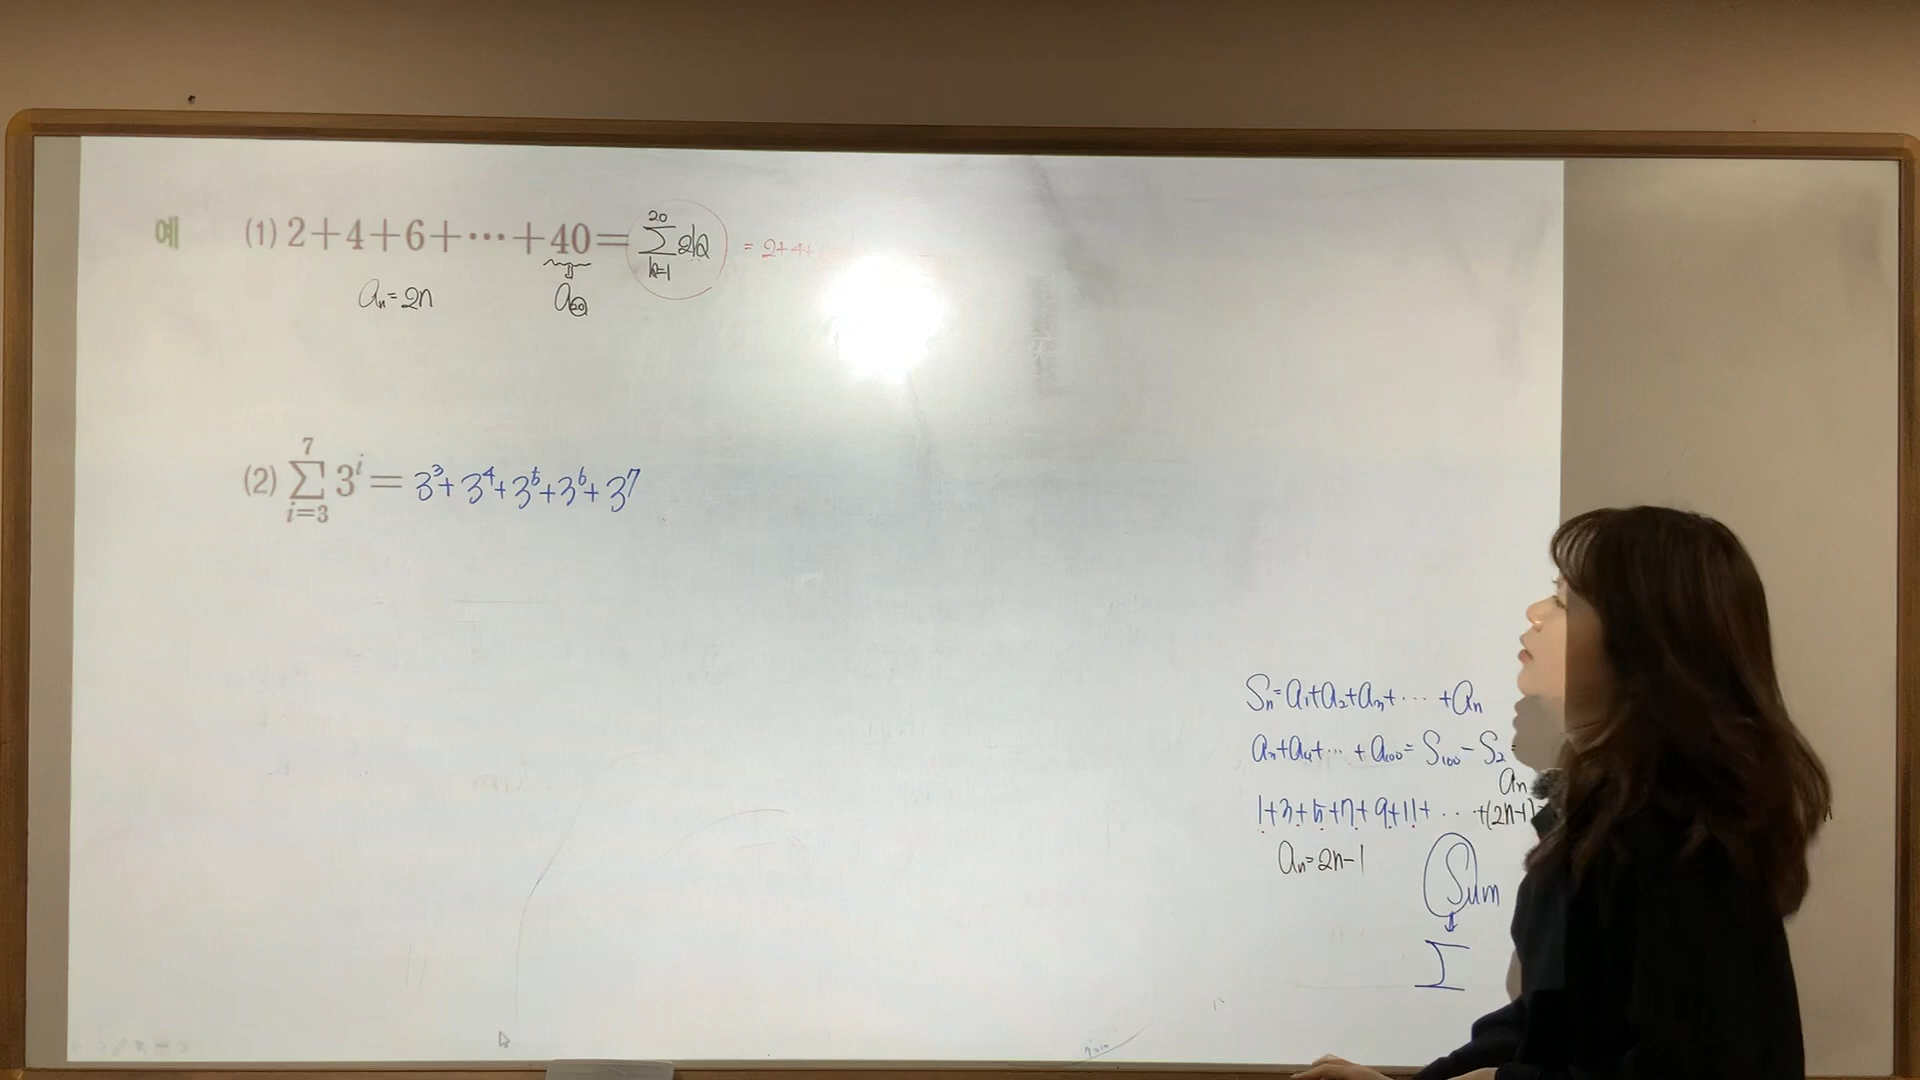 예 (1) 2+4+6+⋯+40= 20 ∑ k=1 2k = 2+4+
aₙ=2n a⑳
(2) 7 ∑ i=3 3ⁱ = 3³+3⁴+3⁵+3⁶+3⁷
Sₙ=a₁+a₂+a₃+⋯+aₙ
a₃+a₄+⋯+a₁₀₀=S₁₀₀-S₂
aₙ
1+3+5+7+9+11+⋯+(2n-1)
aₙ=2n-1
Sum
∑